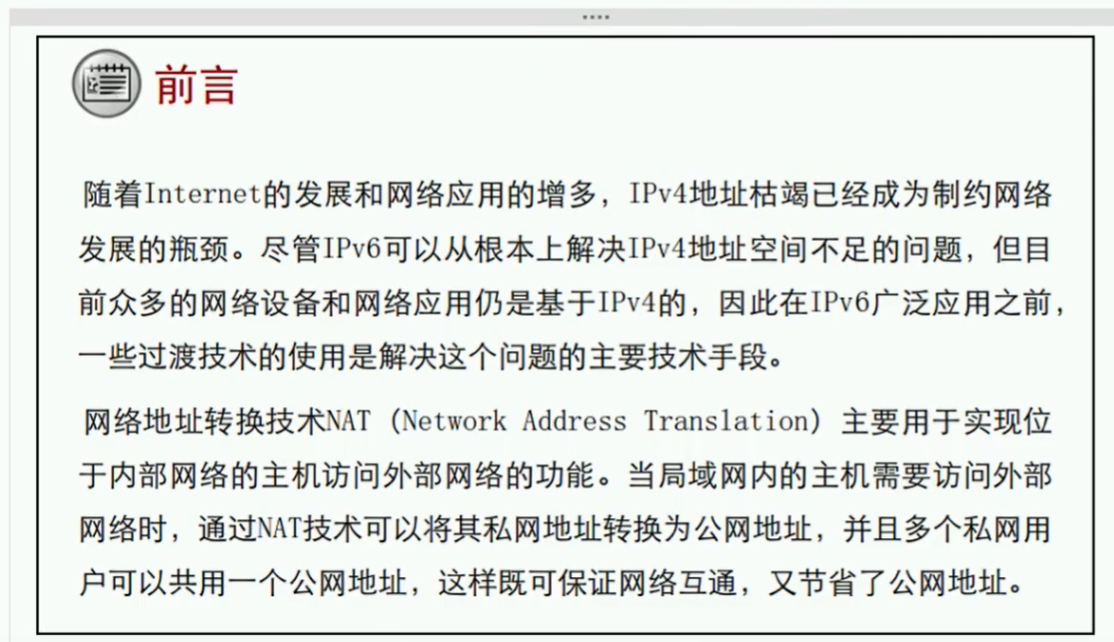 前言
随着Internet的发展和网络应用的增多，IPv4地址枯竭已经成为制约网络
发展的瓶颈。尽管IPv6可以从根本上解决IPv4地址空间不足的问题，但目
前众多的网络设备和网络应用仍是基于IPv4的，因此在IPv6广泛应用之前，
一些过渡技术的使用是解决这个问题的主要技术手段。
网络地址转换技术NAT（Network Address Translation）主要用于实现位
于内部网络的主机访问外部网络的功能。当局域网内的主机需要访问外部
网络时，通过NAT技术可以将其私网地址转换为公网地址，并且多个私网用
户可以共用一个公网地址，这样既可保证网络互通，又节省了公网地址。